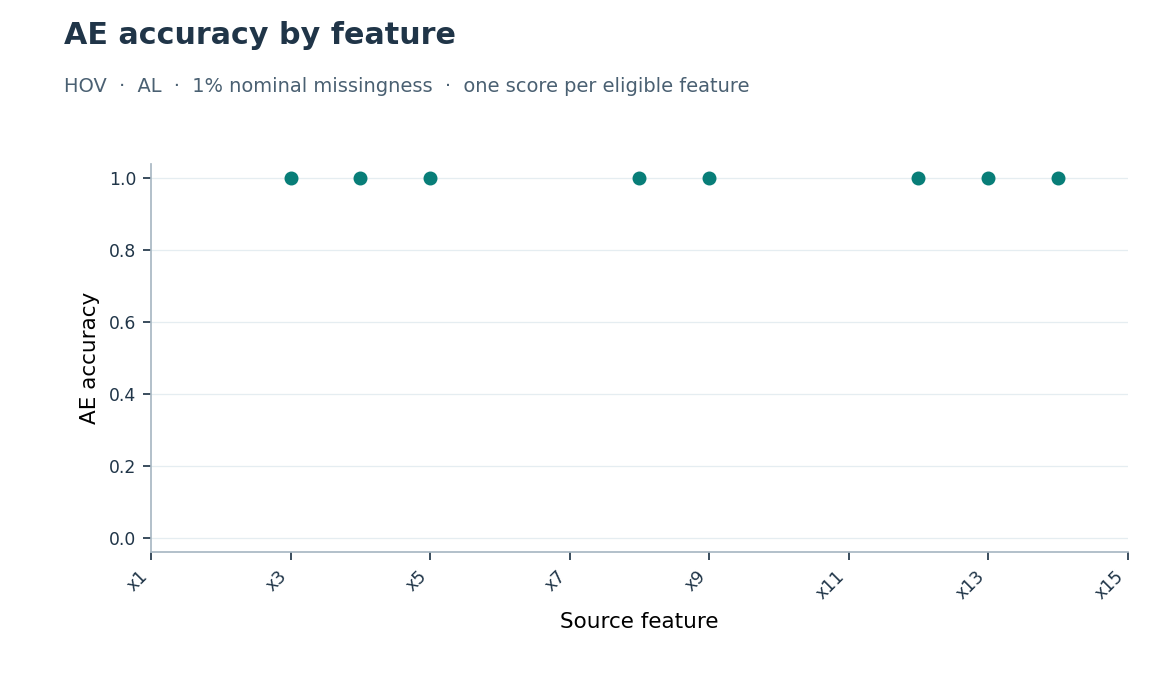 AE accuracy by feature
HOV · AL · 1% nominal missingness · one score per eligible feature
1.0
0.8
0.6
0.4
0.2
0.0
AE accuracy
x1 x3 x5 x7 x9 x11 x13 x15
Source feature